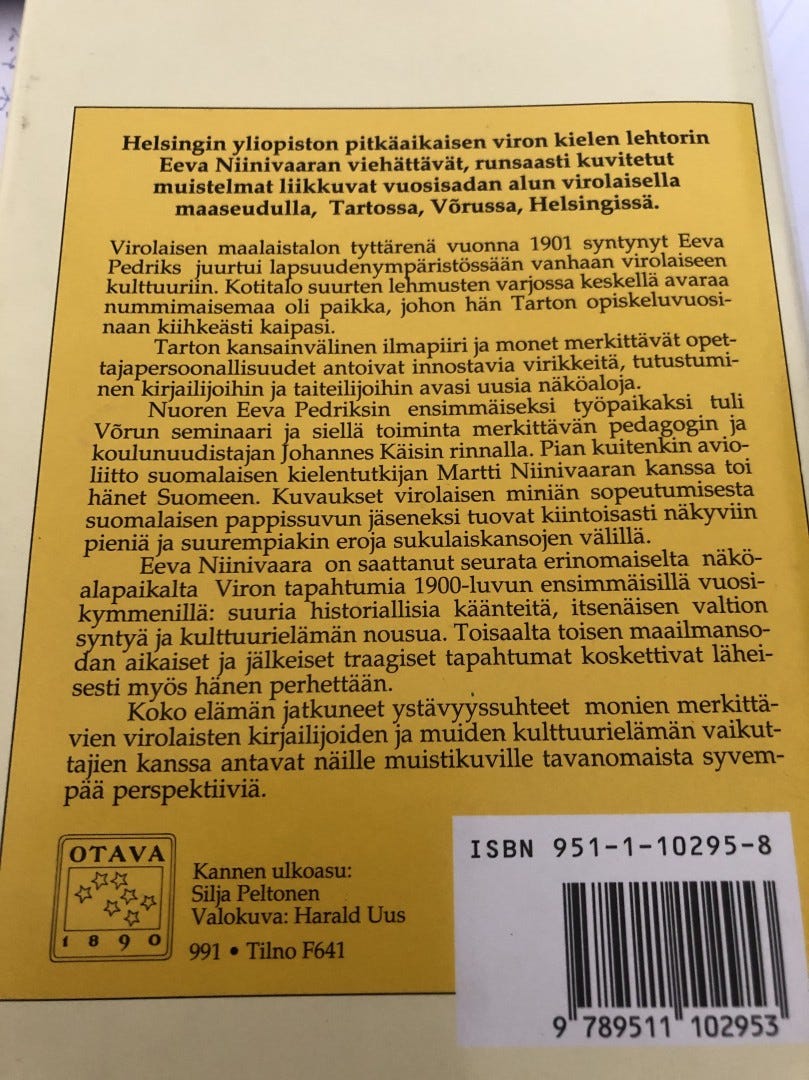 Helsingin yliopiston pitkäaikaisen viron kielen lehtorin
Eeva Niinivaaran viehättävät, runsaasti kuvitetut
muistelmat liikkuvat vuosisadan alun virolaisella
maaseudulla, Tartossa, Võrussa, Helsingissä.
Virolaisen maalaistalon tyttärenä vuonna 1901 syntynyt Eeva
Pedriks juurtui lapsuudenympäristössään vanhaan virolaiseen
kulttuuriin. Kotitalo suurten lehmusten varjossa keskellä avaraa
nummimaisemaa oli paikka, johon hän Tarton opiskeluvuosi-
naan kiihkeästi kaipasi.
Tarton kansainvälinen ilmapiiri ja monet merkittävät opet-
tajapersoonallisuudet antoivat innostavia virikkeitä, tutustumi-
nen kirjailijoihin ja taiteilijoihin avasi uusia näköaloja.
Nuoren Eeva Pedriksin ensimmäiseksi työpaikaksi tuli
Võrun seminaari ja siellä toiminta merkittävän pedagogin ja
koulunuudistajan Johannes Käisin rinnalla. Pian kuitenkin avio-
liitto suomalaisen kielentutkijan Martti Niinivaaran kanssa toi
hänet Suomeen. Kuvaukset virolaisen miniän sopeutumisesta
suomalaisen pappissuvun jäseneksi tuovat kiintoisasti näkyviin
pieniä ja suurempiakin eroja sukulaiskansojen välillä.
Eeva Niinivaara on saattanut seurata erinomaiselta näkö-
alapaikalta Viron tapahtumia 1900-luvun ensimmäisillä vuosi-
kymmenillä: suuria historiallisia käänteitä, itsenäisen valtion
syntyä ja kulttuurielämän nousua. Toisaalta toisen maailmanso-
dan aikaiset ja jälkeiset traagiset tapahtumat koskettivat lähei-
sesti myös hänen perhettään.
Koko elämän jatkuneet ystävyyssuhteet monien merkittä-
vien virolaisten kirjailijoiden ja muiden kulttuurielämän vaikut-
tajien kanssa antavat näille muistikuville tavanomaista syvem-
pää perspektiiviä.
OTAVA
1890
Kannen ulkoasu:
Silja Peltonen
Valokuva: Harald Uus
991 • Tilno F641
ISBN 951-1-10295-8
9 789511 102953